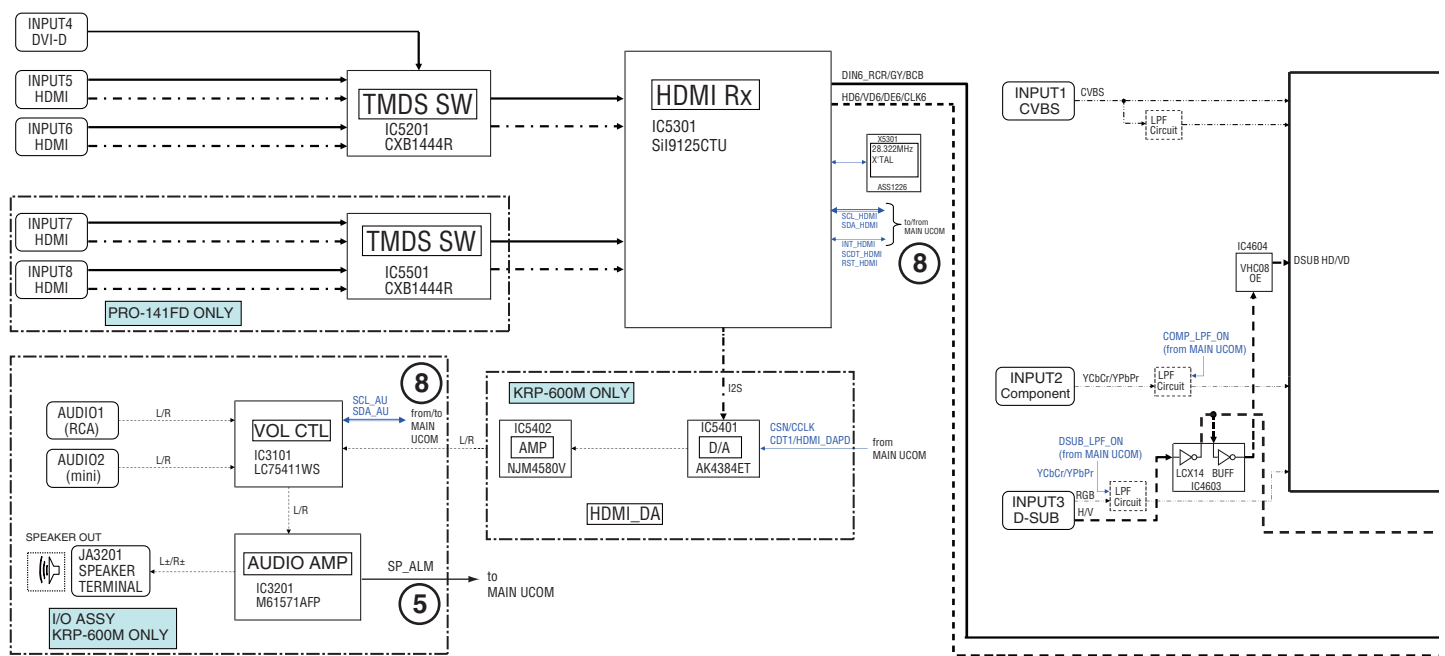 INPUT4
DVI-D
INPUT5
HDMI
INPUT6
HDMI
TMDS SW
IC5201
CXB1444R
INPUT7
HDMI
INPUT8
HDMI
TMDS SW
IC5501
CXB1444R
PRO-141FD ONLY
HDMI Rx
IC5301
SiI9125CTU
DIN6_RCR/GY/BCB
HD6/VD6/DE6/CLK6
X5301
28.322MHz
X'TAL
ASS1226
SCL_HDMI
SDA_HDMI
INT_HDMI
SCDT_HDMI
RST_HDMI
to/from
MAIN UCOM
8
I2S
INPUT1
CVBS
CVBS
LPF
Circuit
IC4604
VHC08
OE
DSUB HD/VD
COMP_LPF_ON
(from MAIN UCOM)
INPUT2
Component
YCbCr/YPbPr
LPF
Circuit
DSUB_LPF_ON
(from MAIN UCOM)
YCbCr/YPbPr
INPUT3
D-SUB
RGB
H/V
LPF
Circuit
LCX14
BUFF
IC4603
8
AUDIO1
(RCA)
L/R
AUDIO2
(mini)
L/R
VOL CTL
IC3101
LC75411WS
SCL_AU
SDA_AU
from/to
MAIN
UCOM
L/R
L/R
SPEAKER OUT
JA3201
SPEAKER
TERMINAL
L±/R±
AUDIO AMP
IC3201
M61571AFP
SP_ALM
5
to
MAIN UCOM
I/O ASSY
KRP-600M ONLY
KRP-600M ONLY
IC5402
AMP
NJM4580V
IC5401
D/A
AK4384ET
CSN/CCLK
CDT1/HDMI_DAPD
from
MAIN UCOM
HDMI_DA